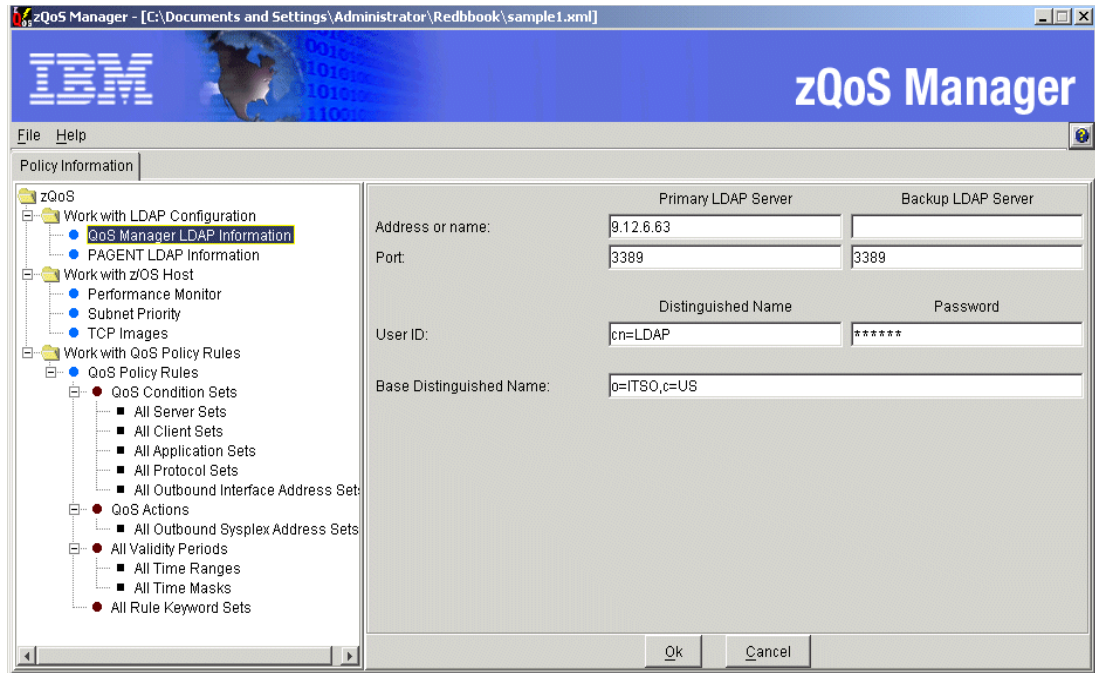 zQoS Manager - [C:\Documents and Settings\Administrator\Redbbook\sample1.xml]
IBM
zQoS Manager
File Help
Policy Information
zQoS
Work with LDAP Configuration
QoS Manager LDAP Information
PAGENT LDAP Information
Work with z/OS Host
Performance Monitor
Subnet Priority
TCP Images
Work with QoS Policy Rules
QoS Policy Rules
QoS Condition Sets
All Server Sets
All Client Sets
All Application Sets
All Protocol Sets
All Outbound Interface Address Set
QoS Actions
All Outbound Sysplex Address Sets
All Validity Periods
All Time Ranges
All Time Masks
All Rule Keyword Sets
Primary LDAP Server Backup LDAP Server
Address or name: 9.12.6.63
Port: 3389 3389
Distinguished Name Password
User ID: cn=LDAP ******
Base Distinguished Name: o=ITSO,c=US
Ok Cancel